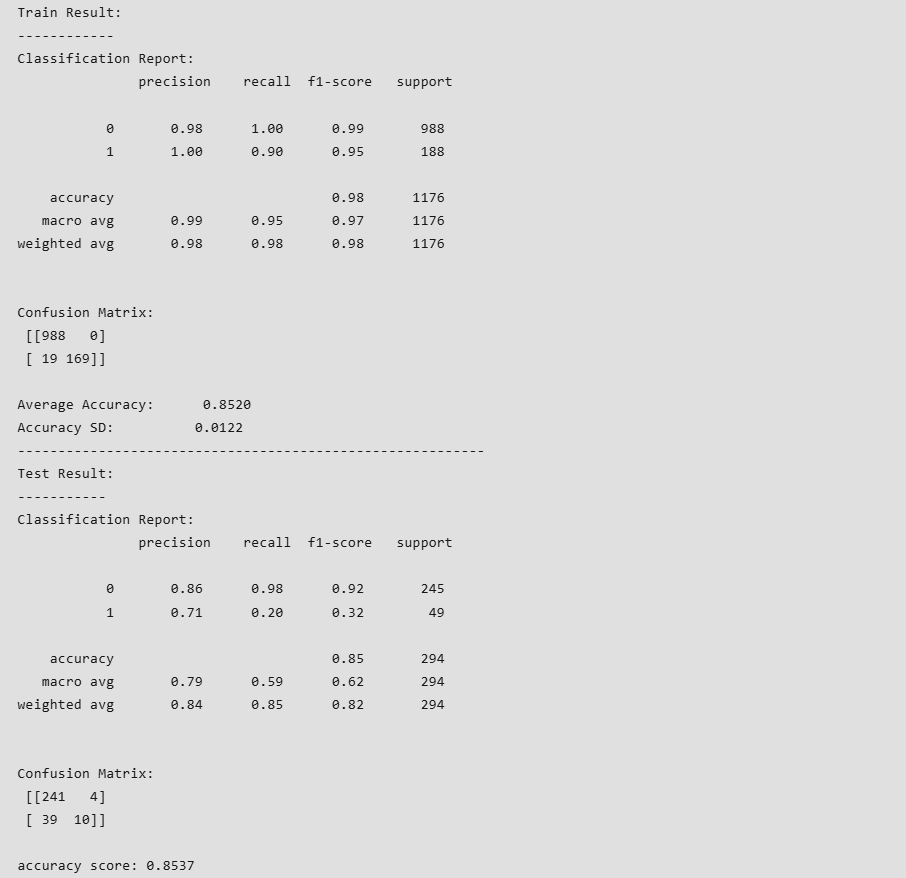 Train Result:
------------
Classification Report:
               precision    recall  f1-score   support

           0       0.98      1.00      0.99       988
           1       1.00      0.90      0.95       188

    accuracy                           0.98      1176
   macro avg       0.99      0.95      0.97      1176
weighted avg       0.98      0.98      0.98      1176

Confusion Matrix:
 [[988   0]
 [ 19 169]]

Average Accuracy:      0.8520
Accuracy SD:          0.0122
----------------------------------------------------------
Test Result:
-----------
Classification Report:
               precision    recall  f1-score   support

           0       0.86      0.98      0.92       245
           1       0.71      0.20      0.32        49

    accuracy                           0.85       294
   macro avg       0.79      0.59      0.62       294
weighted avg       0.84      0.85      0.82       294

Confusion Matrix:
 [[241   4]
 [ 39  10]]

accuracy score: 0.8537